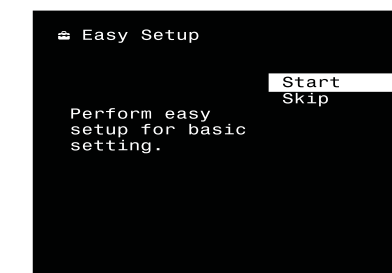 Easy Setup
Start
Skip
Perform easy
setup for basic
setting.